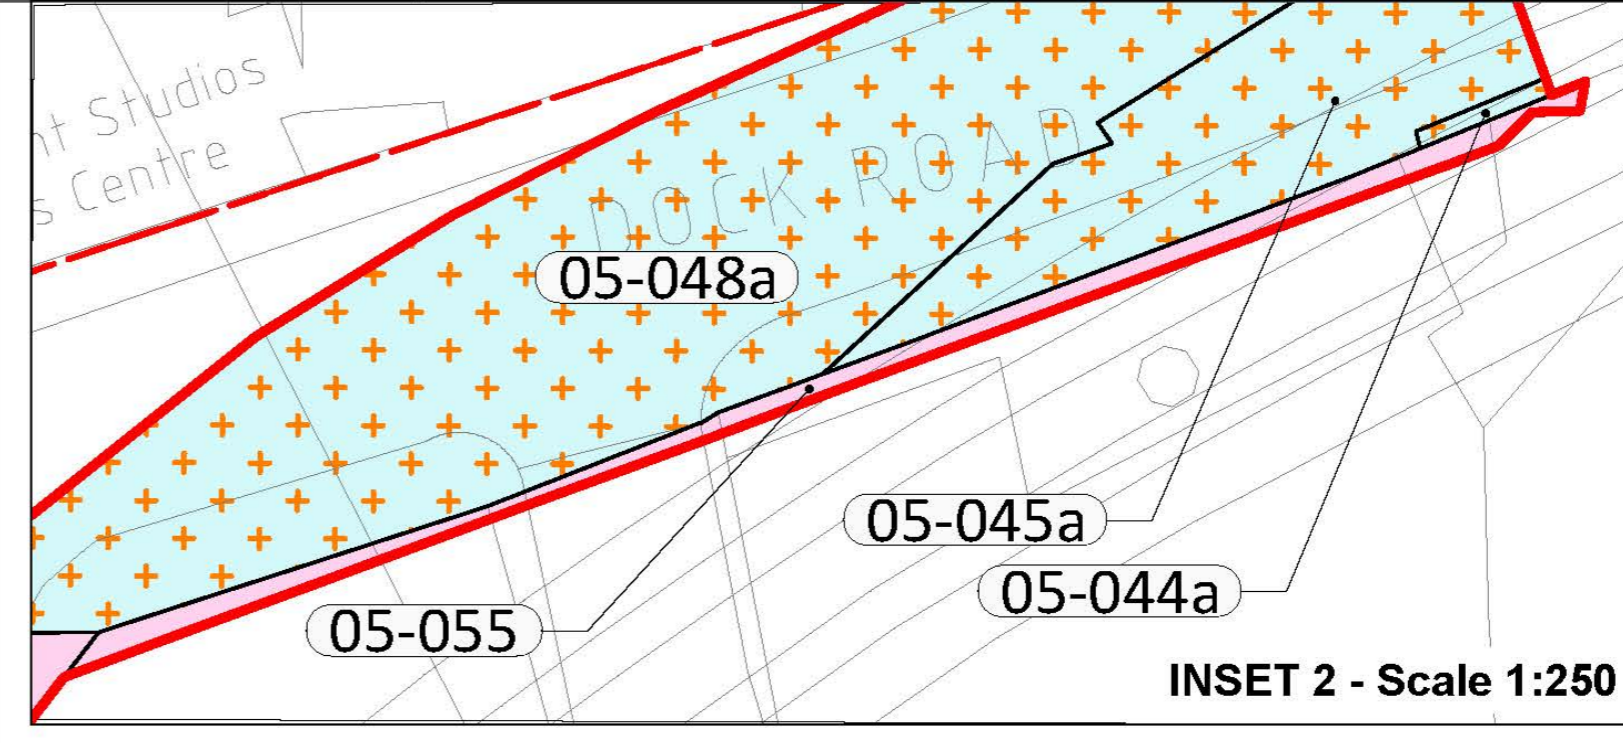 nt Studios
s Centre
DOCK ROAD
05-048a
05-045a
05-044a
05-055
INSET 2 - Scale 1:250